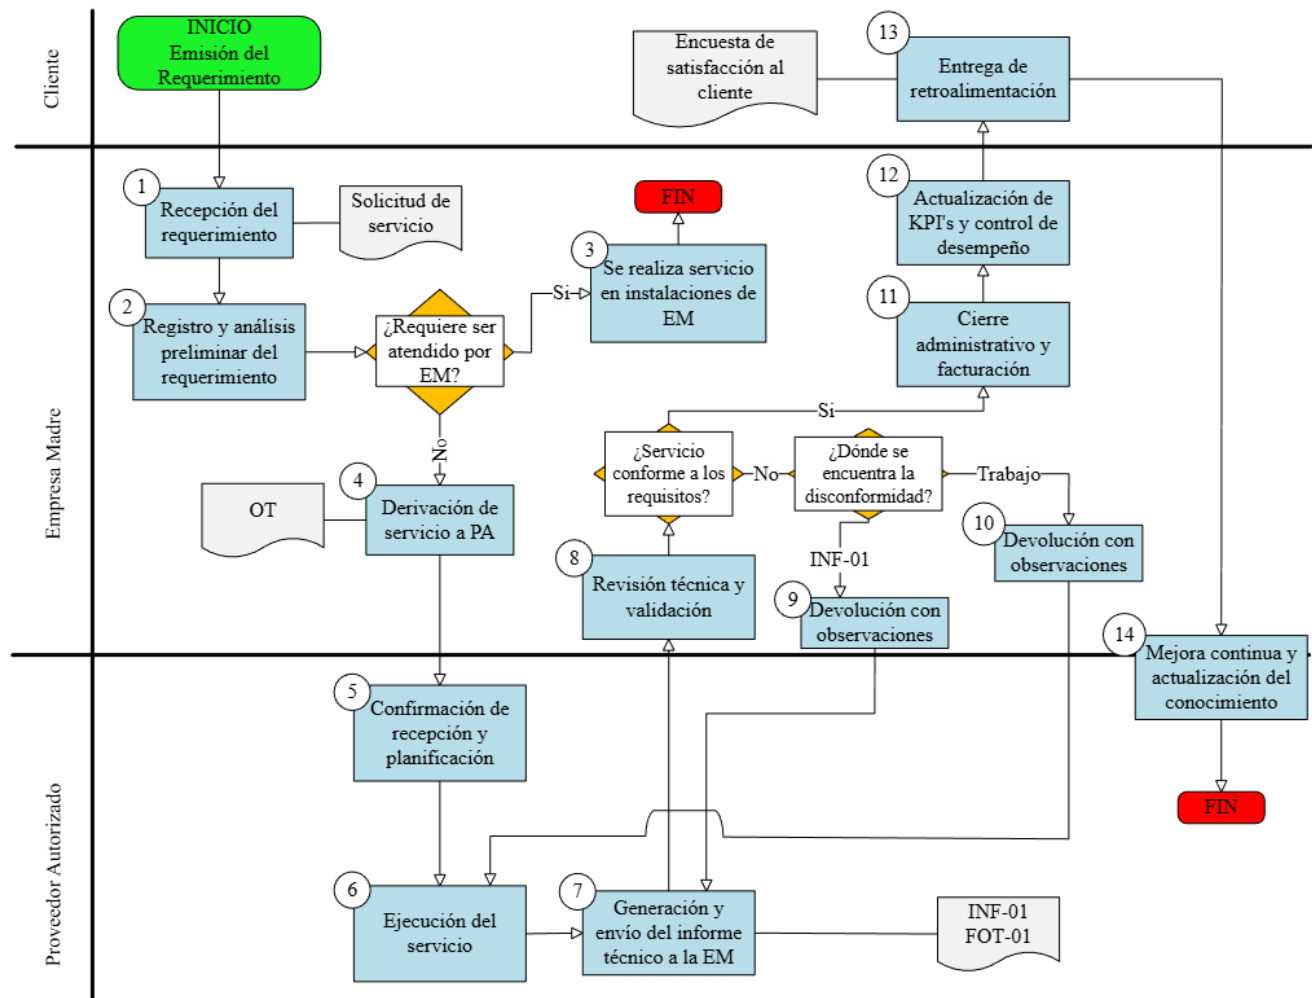 Cliente
INICIO
Emisión del
Requerimiento
Encuesta de
satisfacción al
cliente
13
Entrega de
retroalimentación
Empresa Madre
1
Recepción del
requerimiento
Solicitud de
servicio
2
Registro y análisis
preliminar del
requerimiento
¿Requiere ser
atendido por
EM?
Si
No
FIN
3
Se realiza servicio
en instalaciones de
EM
12
Actualización de
KPI's y control de
desempeño
11
Cierre
administrativo y
facturación
Si
¿Servicio
conforme a los
requisitos?
No
¿Dónde se
encuentra la
disconformidad?
Trabajo
INF-01
OT
4
Derivación de
servicio a PA
8
Revisión técnica y
validación
9
Devolución con
observaciones
10
Devolución con
observaciones
14
Mejora continua y
actualización del
conocimiento
FIN
Proveedor Autorizado
5
Confirmación de
recepción y
planificación
6
Ejecución del
servicio
7
Generación y
envío del informe
técnico a la EM
INF-01
FOT-01